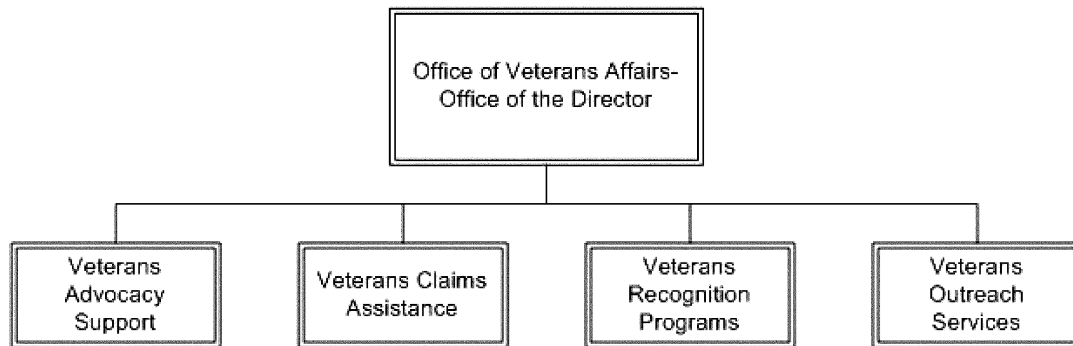 Office of Veterans Affairs-
Office of the Director
Veterans
Advocacy
Support
Veterans Claims
Assistance
Veterans
Recognition
Programs
Veterans
Outreach
Services